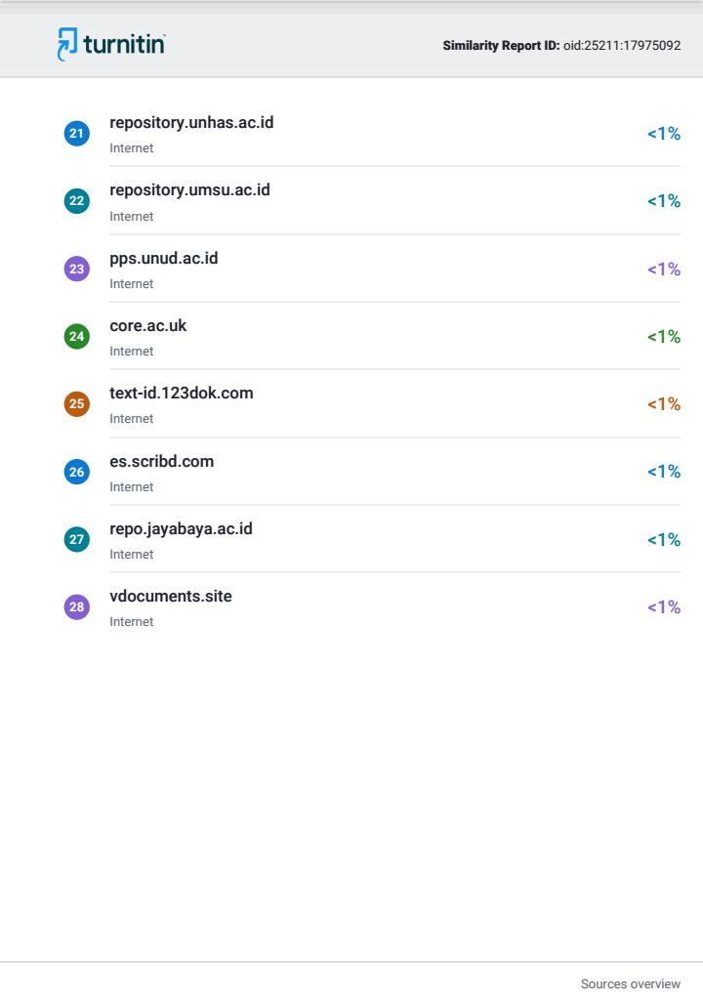 turnitin™
Similarity Report ID: oid:25211:17975092
21
repository.unhas.ac.id
<1%
Internet
22
repository.umsu.ac.id
<1%
Internet
23
pps.unud.ac.id
<1%
Internet
24
core.ac.uk
<1%
Internet
25
text-id.123dok.com
<1%
Internet
26
es.scribd.com
<1%
Internet
27
repo.jayabaya.ac.id
<1%
Internet
28
vdocuments.site
<1%
Internet
Sources overview